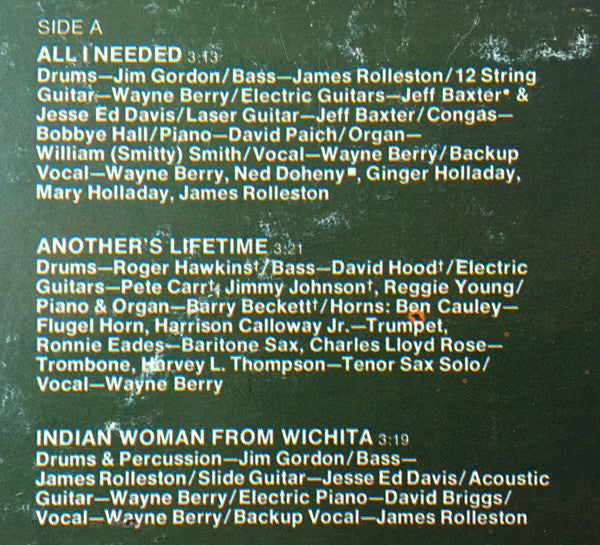 SIDE A
ALL I NEEDED 3:13
Drums—Jim Gordon/Bass—James Rolleston/12 String
Guitar—Wayne Berry/Electric Guitars—Jeff Baxter* &
Jesse Ed Davis/Laser Guitar—Jeff Baxter/Congas—
Bobbye Hall/Piano—David Paich/Organ—
William (Smitty) Smith/Vocal—Wayne Berry/Backup
Vocal—Wayne Berry, Ned Doheny■, Ginger Holladay,
Mary Holladay, James Rolleston
ANOTHER'S LIFETIME 3:21
Drums—Roger Hawkins†/Bass—David Hood†/Electric
Guitars—Pete Carr†, Jimmy Johnson†, Reggie Young/
Piano & Organ—Barry Beckett†/Horns: Ben Cauley—
Flugel Horn, Harrison Calloway Jr.—Trumpet,
Ronnie Eades—Baritone Sax, Charles Lloyd Rose—
Trombone, Harvey L. Thompson—Tenor Sax Solo/
Vocal—Wayne Berry
INDIAN WOMAN FROM WICHITA 3:19
Drums & Percussion—Jim Gordon/Bass—
James Rolleston/Slide Guitar—Jesse Ed Davis/Acoustic
Guitar—Wayne Berry/Electric Piano—David Briggs/
Vocal—Wayne Berry/Backup Vocal—James Rolleston